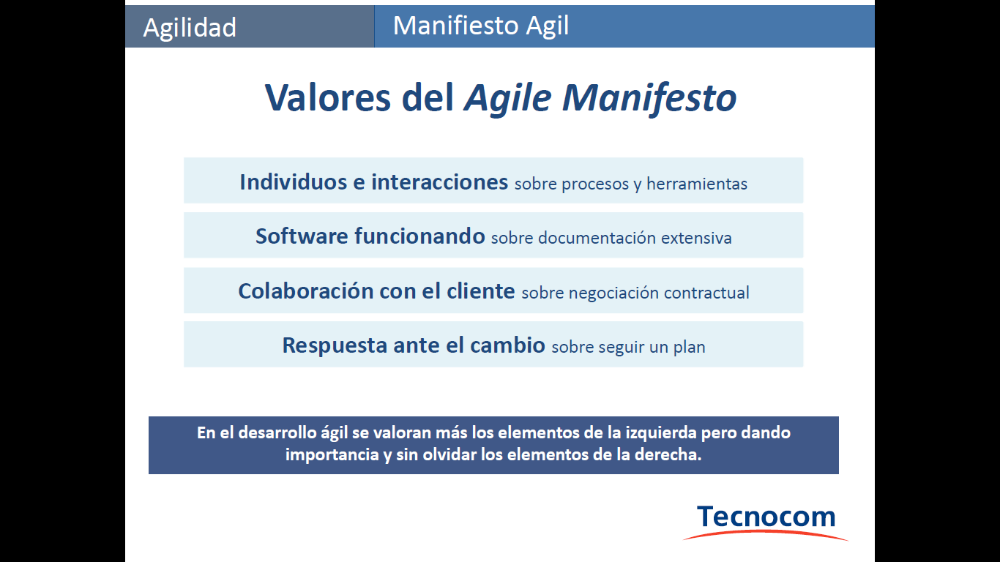 Agilidad
Manifiesto Agil
Valores del Agile Manifesto
Individuos e interacciones sobre procesos y herramientas
Software funcionando sobre documentación extensiva
Colaboración con el cliente sobre negociación contractual
Respuesta ante el cambio sobre seguir un plan
En el desarrollo ágil se valoran más los elementos de la izquierda pero dando
importancia y sin olvidar los elementos de la derecha.
Tecnocom